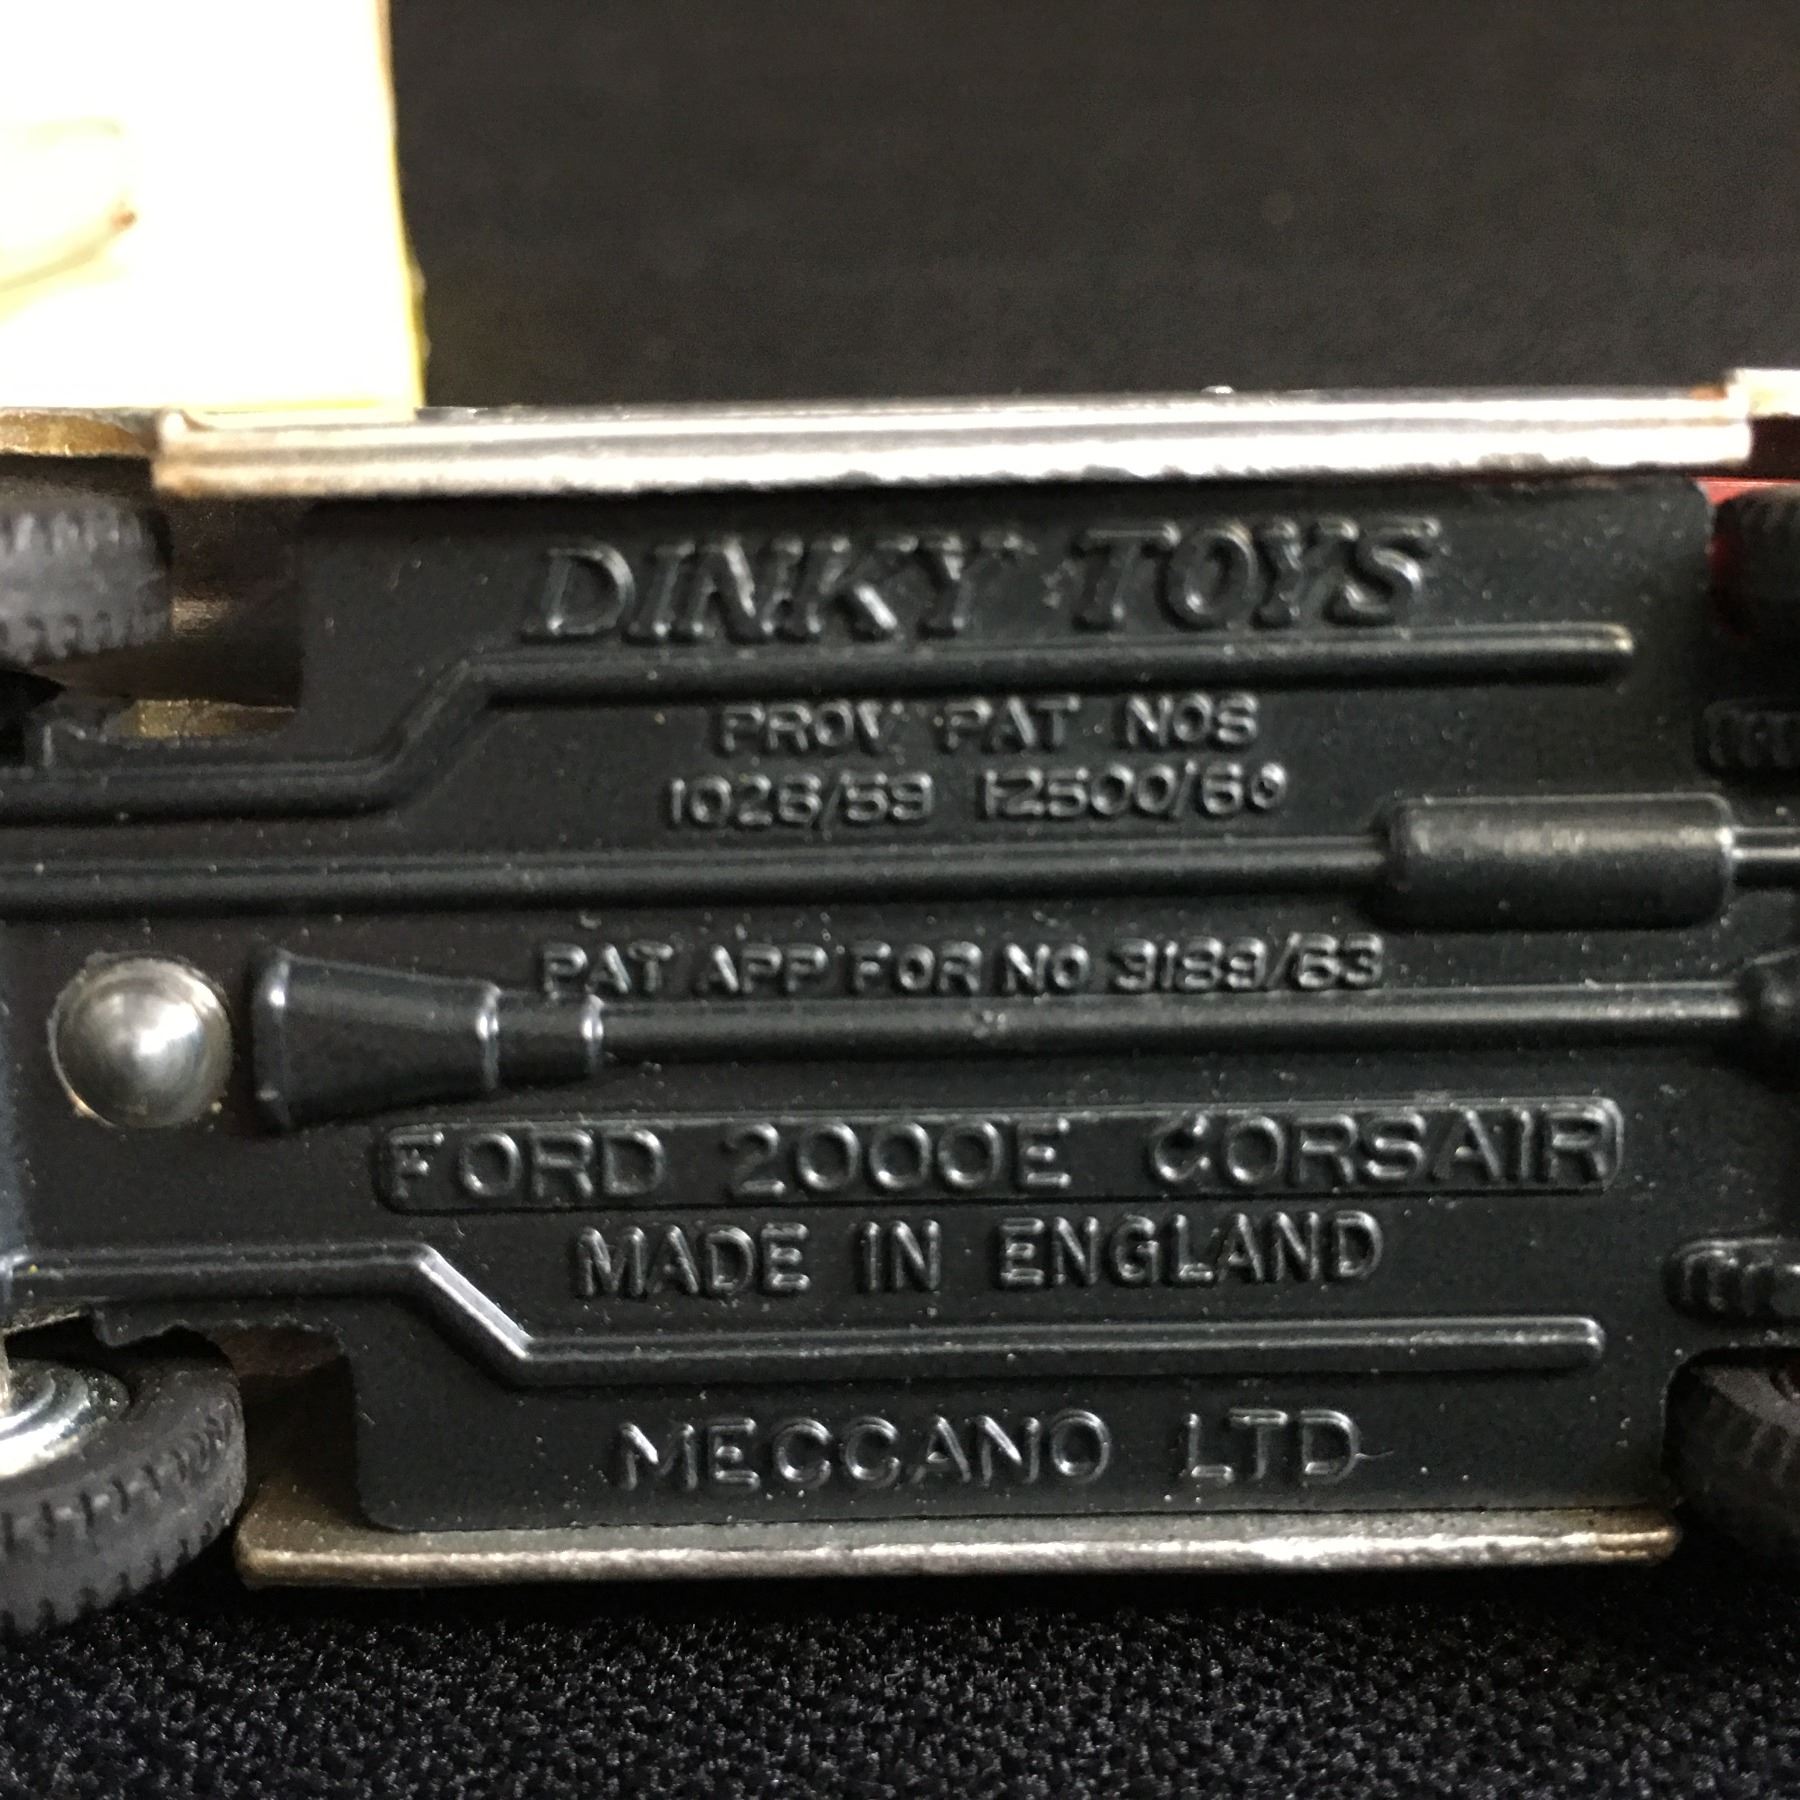 DINKY TOYS
PROV PAT NOS
1026/59 12500/60
PAT APP FOR NO 3189/63
FORD 2000E CORSAIR
MADE IN ENGLAND
MECCANO LTD